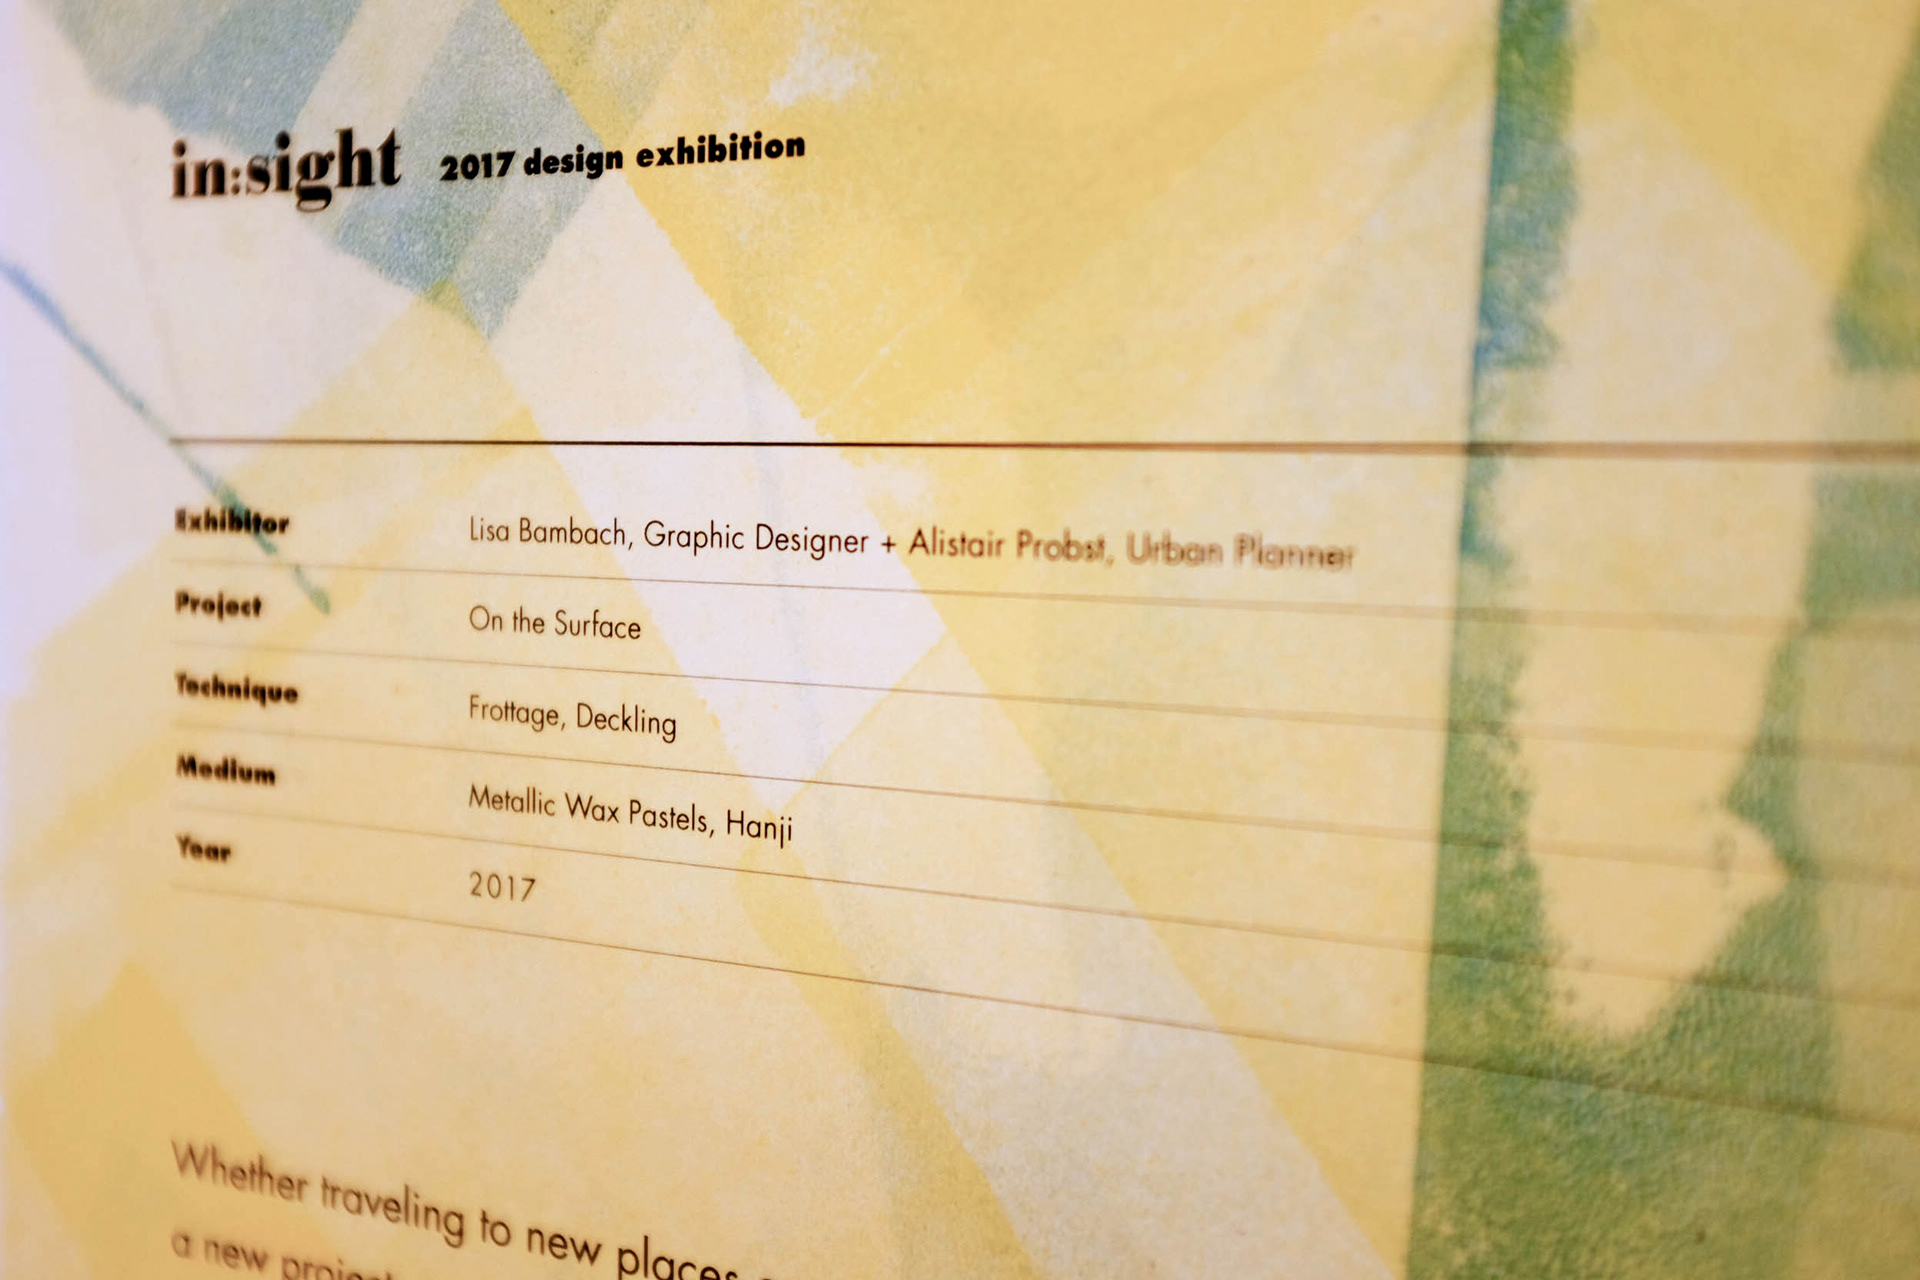 in:sight 2017 design exhibition
Exhibitor Lisa Bambach, Graphic Designer + Alistair Probst, Urban Planner
Project On the Surface
Technique Frottage, Deckling
Medium Metallic Wax Pastels, Hanji
Year 2017
Whether traveling to new places
a new project